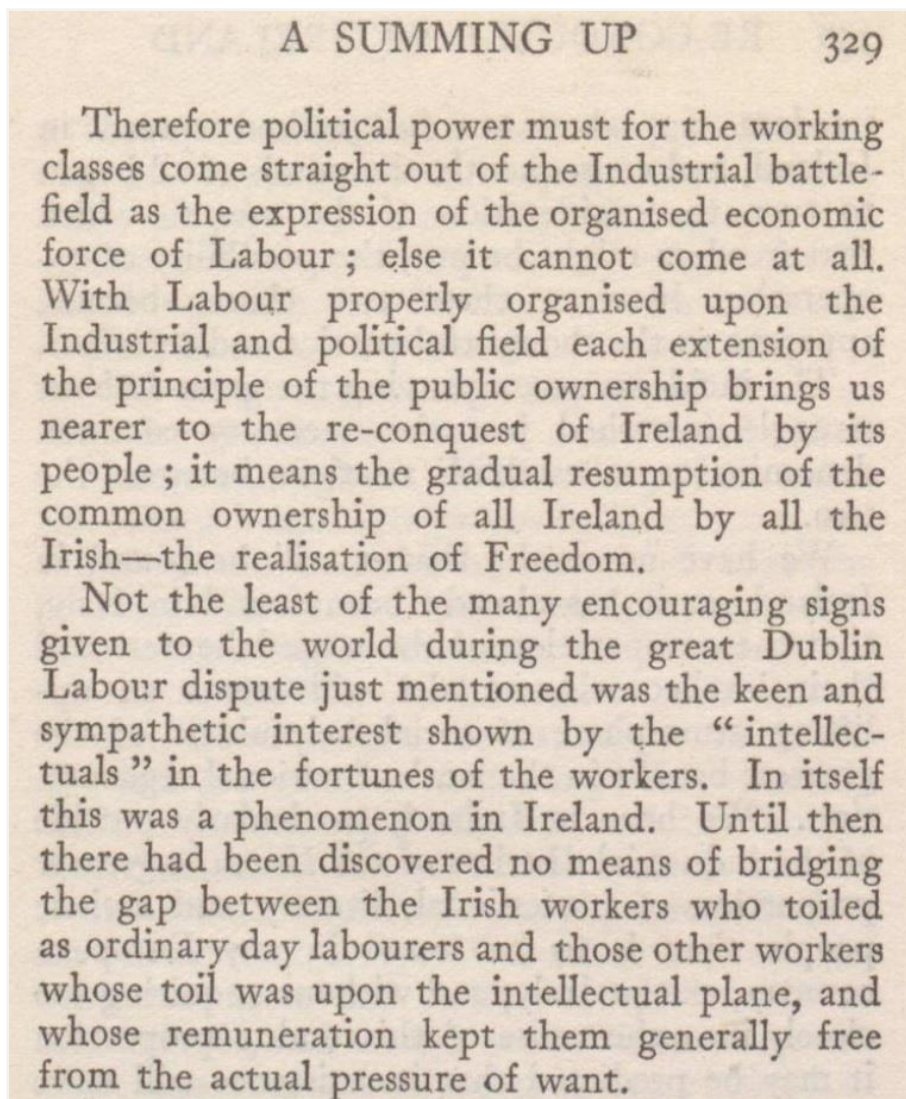 A SUMMING UP 329
Therefore political power must for the working
classes come straight out of the Industrial battle-
field as the expression of the organised economic
force of Labour ; else it cannot come at all.
With Labour properly organised upon the
Industrial and political field each extension of
the principle of the public ownership brings us
nearer to the re-conquest of Ireland by its
people ; it means the gradual resumption of the
common ownership of all Ireland by all the
Irish—the realisation of Freedom.
Not the least of the many encouraging signs
given to the world during the great Dublin
Labour dispute just mentioned was the keen and
sympathetic interest shown by the “ intellec-
tuals ” in the fortunes of the workers. In itself
this was a phenomenon in Ireland. Until then
there had been discovered no means of bridging
the gap between the Irish workers who toiled
as ordinary day labourers and those other workers
whose toil was upon the intellectual plane, and
whose remuneration kept them generally free
from the actual pressure of want.